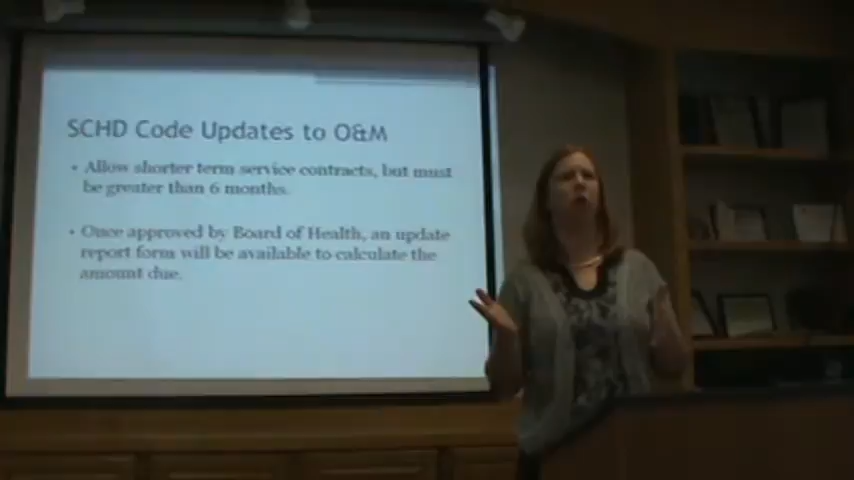 SCHD Code Updates to O&M
• Allow shorter term service contracts, but must
be greater than 6 months.
• Once approved by Board of Health, an update
report form will be available to calculate the
amount due.